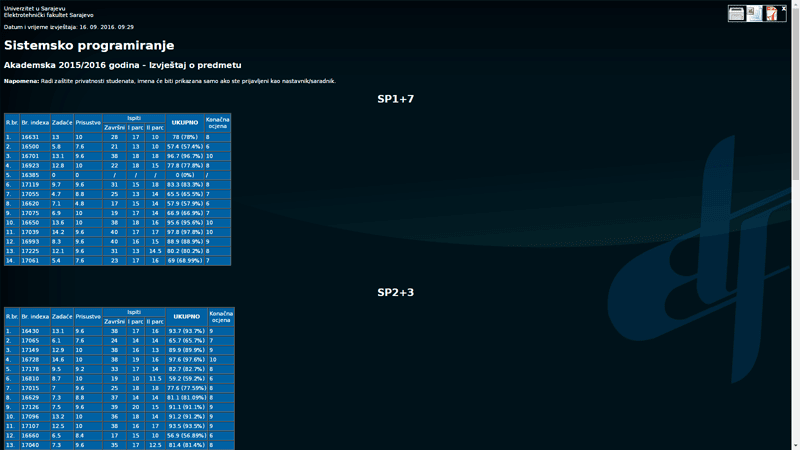 Univerzitet u Sarajevu
Elektrotehnički fakultet Sarajevo
Datum i vrijeme izvještaja: 16. 09. 2016. 09:29
Sistemsko programiranje
Akademska 2015/2016 godina - Izvještaj o predmetu
Napomena: Radi zaštite privatnosti studenata, imena će biti prikazana samo ako ste prijavljeni kao nastavnik/saradnik.
SP1+7
R.br. Br. indexa Zadaće Prisustvo Ispiti UKUPNO Konačna ocjena
Završni I parc II parc
1. 16631 13 10 28 17 10 78 (78%) 8
2. 16500 5.8 7.6 21 13 10 57.4 (57.4%) 6
3. 16701 13.1 9.6 38 18 18 96.7 (96.7%) 10
4. 16923 12.8 10 22 18 15 77.8 (77.8%) 8
5. 16385 0 0 / / / 0 (0%) /
6. 17119 9.7 9.6 31 15 18 83.3 (83.3%) 8
7. 17055 4.7 8.8 25 13 14 65.5 (65.5%) 7
8. 16620 7.1 4.8 17 15 14 57.9 (57.9%) 6
9. 17075 6.9 10 19 17 14 66.9 (66.9%) 7
10. 16650 13.6 10 38 18 16 95.6 (95.6%) 10
11. 17039 14.2 9.6 40 17 17 97.8 (97.8%) 10
12. 16993 8.3 9.6 40 16 15 88.9 (88.9%) 9
13. 17225 12.1 9.6 31 13 14.5 80.2 (80.2%) 8
14. 17061 5.4 7.6 23 17 16 69 (68.99%) 7
SP2+3
R.br. Br. indexa Zadaće Prisustvo Ispiti UKUPNO Konačna ocjena
Završni I parc II parc
1. 16430 13.1 9.6 38 17 16 93.7 (93.7%) 9
2. 17065 6.1 7.6 24 14 14 65.7 (65.7%) 7
3. 17149 12.9 10 38 16 13 89.9 (89.9%) 9
4. 16728 14.6 10 38 19 16 97.6 (97.6%) 10
5. 17178 9.5 9.2 33 17 14 82.7 (82.7%) 8
6. 16810 8.7 10 19 10 11.5 59.2 (59.2%) 6
7. 17015 7 9.6 25 18 18 77.6 (77.59%) 8
8. 16629 7.3 8.8 37 14 14 81.1 (81.09%) 8
9. 17126 7.5 9.6 39 20 15 91.1 (91.1%) 9
10. 17096 13.2 10 36 18 14 91.2 (91.2%) 9
11. 17107 12.5 10 38 16 17 93.5 (93.5%) 9
12. 16660 6.5 8.4 17 15 10 56.9 (56.89%) 6
13. 17040 7.3 9.6 35 17 12.5 81.4 (81.4%) 8